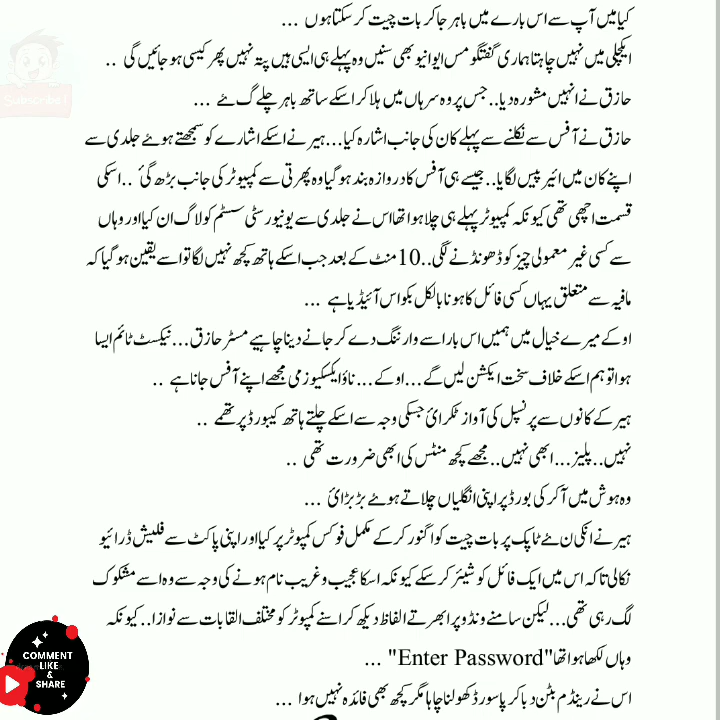 کیا میں آپ سے اس بارے میں باہر جا کر بات چیت کر سکتا ہوں ...
ایکچلی میں نہیں چاہتا ہماری گفتگو مس ایوانیو بھی سنیں وہ پہلے ہی ایسی ہیں پتہ نہیں پھر کیسی ہو جائیں گی ..
حازق نے انہیں مشورہ دیا..جس پر وہ سر ہاں میں ہلا کر اسکے ساتھ باہر چلے گئے ...
حازق نے آفس سے نکلنے سے پہلے کان کی جانب اشارہ کیا...ہیر نے اسکے اشارے کو سمجھتے ہوئے جلدی سے
اپنے کان میں ائیر پیس لگایا..جیسے ہی آفس کا دروازہ بند ہو گیا وہ پھرتی سے کمپیوٹر کی جانب بڑھ گئی ..اسکی
قسمت اچھی تھی کیونکہ کمپیوٹر پہلے ہی چلا ہوا تھا اس نے جلدی سے یونیورسٹی سسٹم کو لاگ ان کیا اور وہاں
سے کسی غیر معمولی چیز کو ڈھونڈنے لگی..10 منٹ کے بعد جب اسکے ہاتھ کچھ نہیں لگا تو اسے یقین ہو گیا کہ
مافیہ سے متعلق یہاں کسی فائل کا ہونا بالکل بکواس آئیڈیا ہے ...
اوکے میرے خیال میں ہمیں اس بار اسے وارننگ دے کر جانے دینا چاہیے مسٹر حازق...نیکسٹ ٹائم ایسا
ہوا تو ہم اسکے خلاف سخت ایکشن لیں گے...اوکے...ناؤ ایکسکیوز می مجھے اپنے آفس جانا ہے ..
ہیر کے کانوں سے پرنسپل کی آواز ٹکرائ جسکی وجہ سے اسکے چلتے ہاتھ کیبورڈ پر تھمے ..
نہیں..پلیز...ابھی نہیں..مجھے کچھ منٹس کی ابھی ضرورت تھی ..
وہ ہوش میں آکر کی بورڈ پر اپنی انگلیاں چلاتے ہوئے بڑبڑائ ...
ہیر نے انکی ن ئے ٹاپک پر بات چیت کو اگنور کر کے مکمل فوکس کمپوٹر پر کیا اور اپنی پاکٹ سے فلیش ڈرائیو
نکالی تاکہ اس میں ایک فائل کو شیئر کر سکے کیونکہ اسکا عجیب و غریب نام ہونے کی وجہ سے وہ اسے مشکوک
لگ رہی تھی...لیکن سامنے ونڈو پر ابھرتے الفاظ دیکھ کر اسنے کمپوٹر کو مختلف القابات سے نوازا..کیونکہ
وہاں لکھا ہوا تھا"Enter Password" ...
اس نے رینڈم بٹن دبا کر پاسورڈ کھولنا چاہا مگر کچھ بھی فائدہ نہیں ہوا ...
Subscribe!
COMMENT
LIKE
&
SHARE